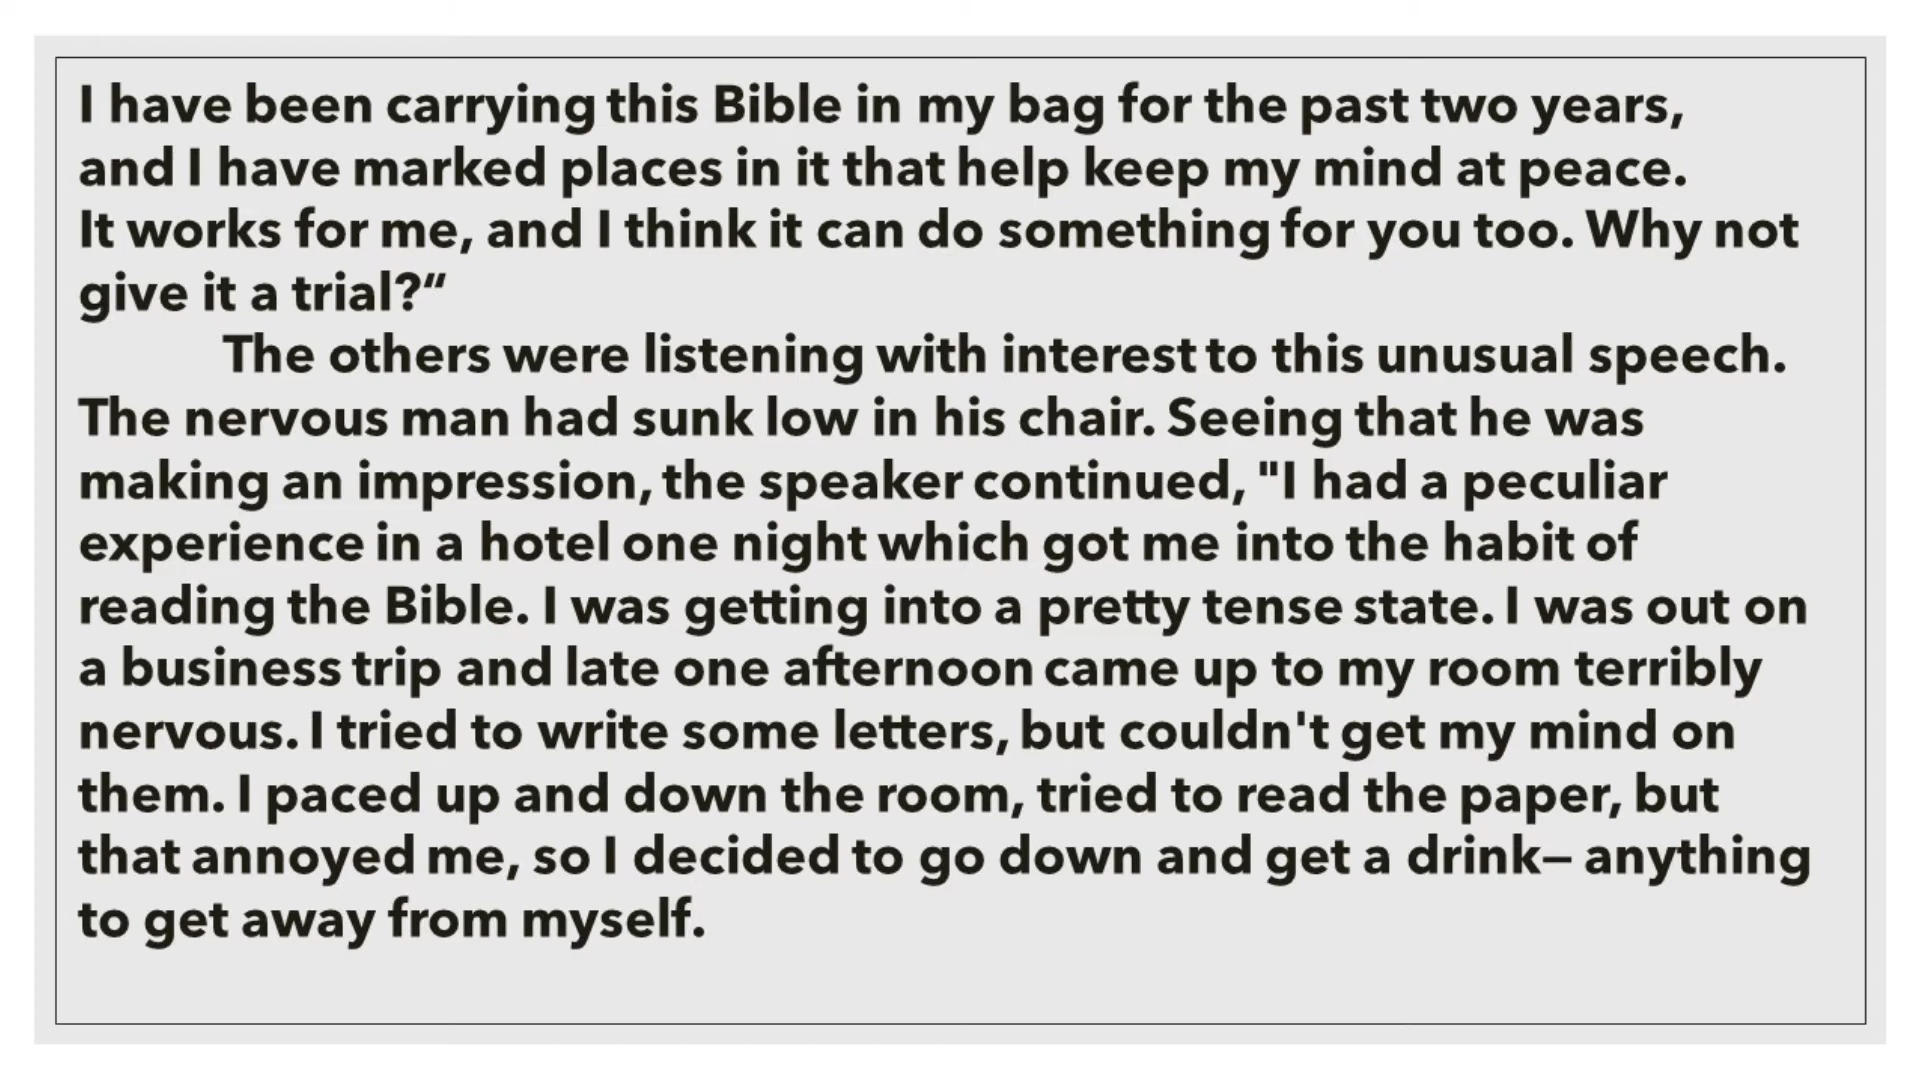 I have been carrying this Bible in my bag for the past two years,
and I have marked places in it that help keep my mind at peace.
It works for me, and I think it can do something for you too. Why not
give it a trial?“
The others were listening with interest to this unusual speech.
The nervous man had sunk low in his chair. Seeing that he was
making an impression, the speaker continued, "I had a peculiar
experience in a hotel one night which got me into the habit of
reading the Bible. I was getting into a pretty tense state. I was out on
a business trip and late one afternoon came up to my room terribly
nervous. I tried to write some letters, but couldn't get my mind on
them. I paced up and down the room, tried to read the paper, but
that annoyed me, so I decided to go down and get a drink— anything
to get away from myself.